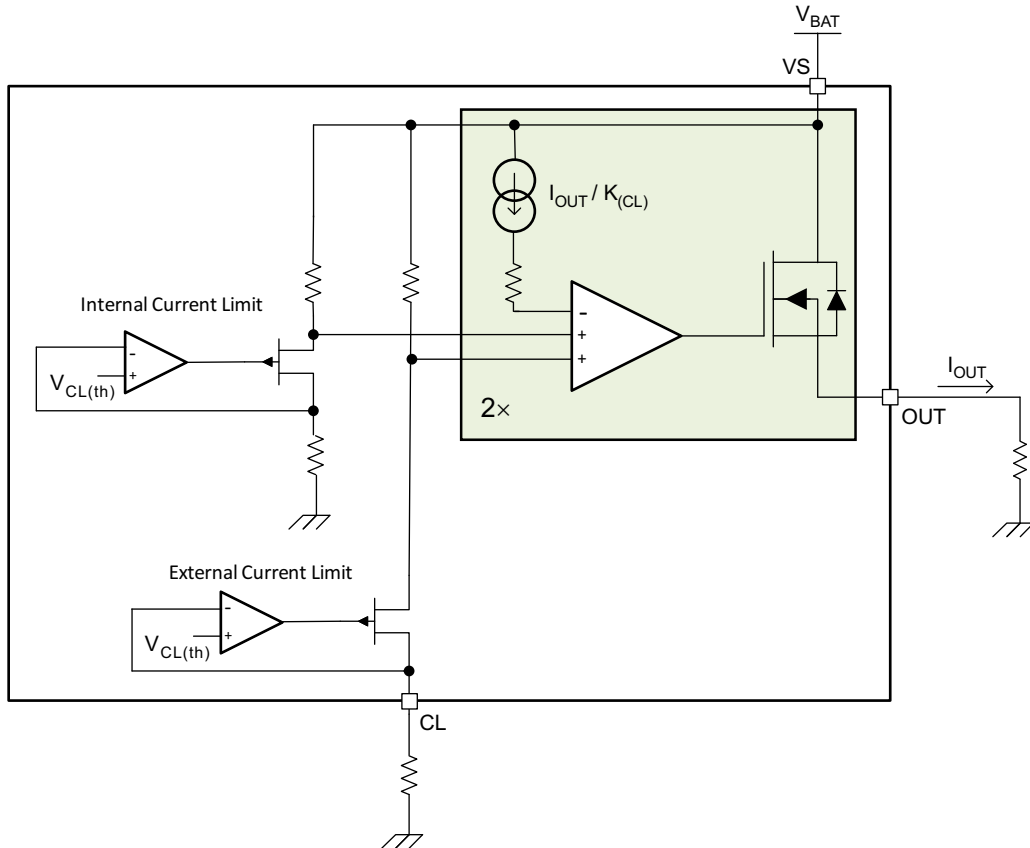 V_BAT
VS
I_OUT / K_(CL)
Internal Current Limit
-
+
V_CL(th)
-
+
+
2×
I_OUT
OUT
External Current Limit
-
+
V_CL(th)
CL